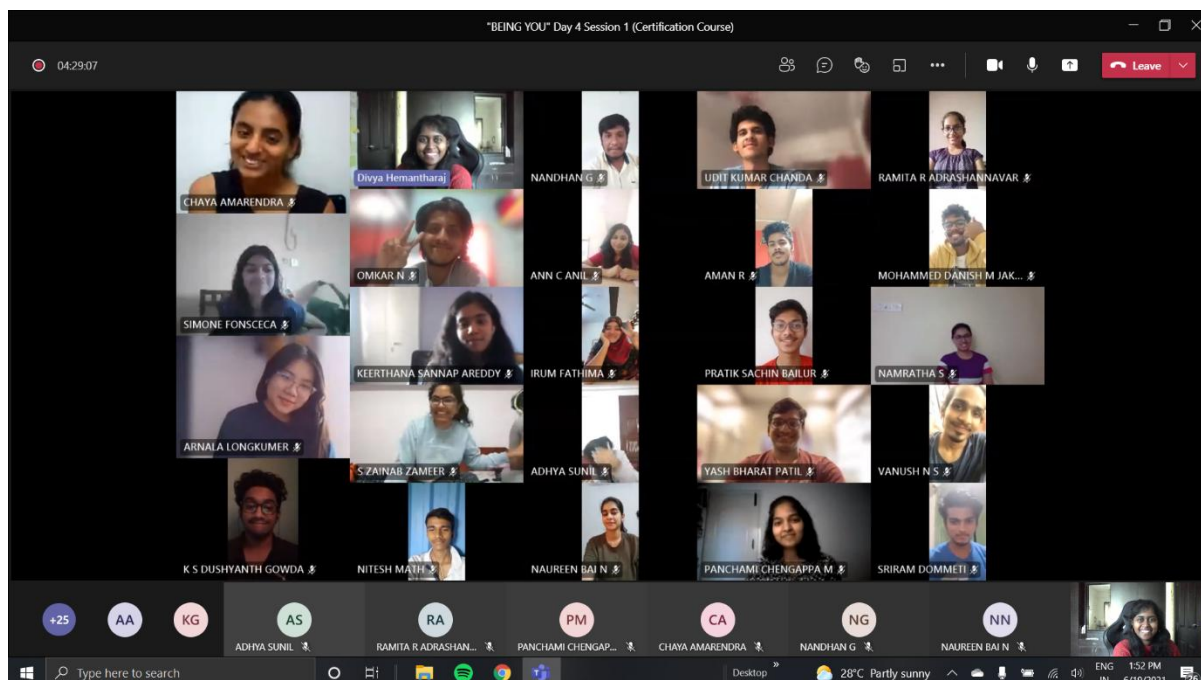 "BEING YOU" Day 4 Session 1 (Certification Course)
04:29:07
Leave
CHAYA AMARENDRA
Divya Hemantharaj
NANDHAN G
UDIT KUMAR CHANDA
RAMITA R ADRASHANNAVAR
SIMONE FONSCECA
OMKAR N
ANN C ANIL
AMAN R
MOHAMMED DANISH M JAK...
ARNALA LONGKUMER
KEERTHANA SANNAP AREDDY
IRUM FATHIMA
PRATIK SACHIN BAILUR
NAMRATHA S
S ZAINAB ZAMEER
ADHYA SUNIL
YASH BHARAT PATIL
VANUSH N S
K S DUSHYANTH GOWDA
NITESH MATH
NAUREEN BAI N
PANCHAMI CHENGAPPA M
SRIRAM DOMMETI
+25 AA KG AS RA PM CA NG NN
ADHYA SUNIL RAMITA R ADRASHAN... PANCHAMI CHENGAP... CHAYA AMARENDRA NANDHAN G NAUREEN BAI N
Type here to search Desktop 28°C Partly sunny ENG 1:52 PM
IN 6/19/2021